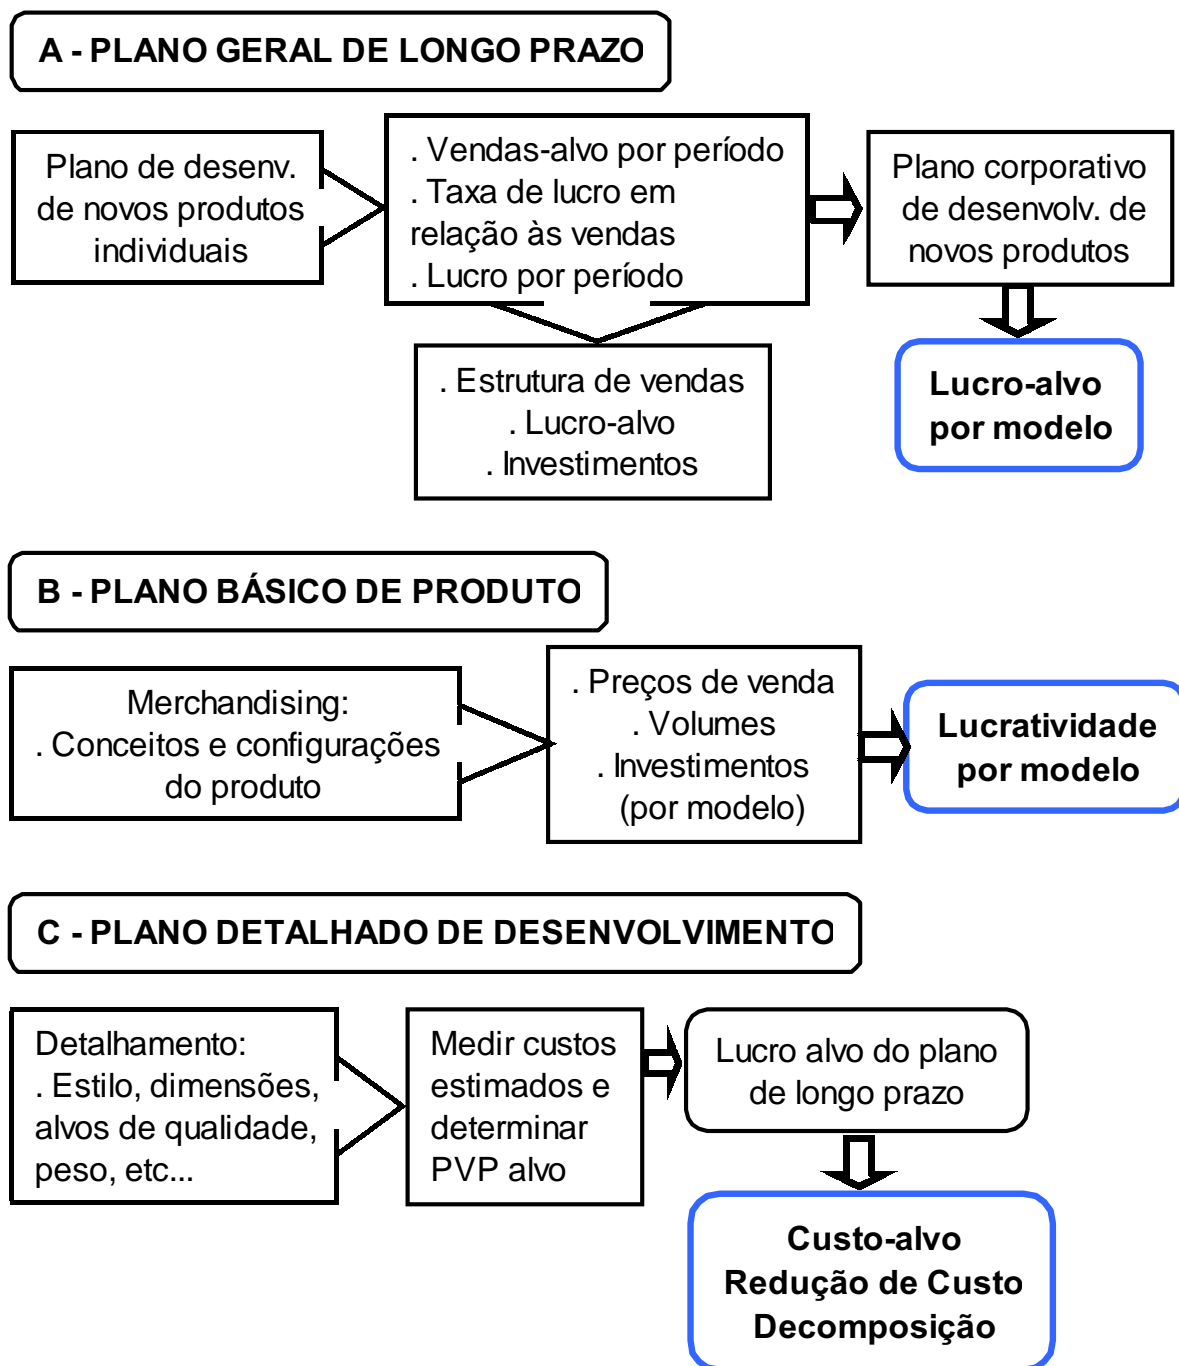 A - PLANO GERAL DE LONGO PRAZO
Plano de desenv.
de novos produtos
individuais
. Vendas-alvo por período
. Taxa de lucro em
relação às vendas
. Lucro por período
Plano corporativo
de desenvolv. de
novos produtos
. Estrutura de vendas
. Lucro-alvo
. Investimentos
Lucro-alvo
por modelo
B - PLANO BÁSICO DE PRODUTO
Merchandising:
. Conceitos e configurações
do produto
. Preços de venda
. Volumes
. Investimentos
(por modelo)
Lucratividade
por modelo
C - PLANO DETALHADO DE DESENVOLVIMENTO
Detalhamento:
. Estilo, dimensões,
alvos de qualidade,
peso, etc...
Medir custos
estimados e
determinar
PVP alvo
Lucro alvo do plano
de longo prazo
Custo-alvo
Redução de Custo
Decomposição